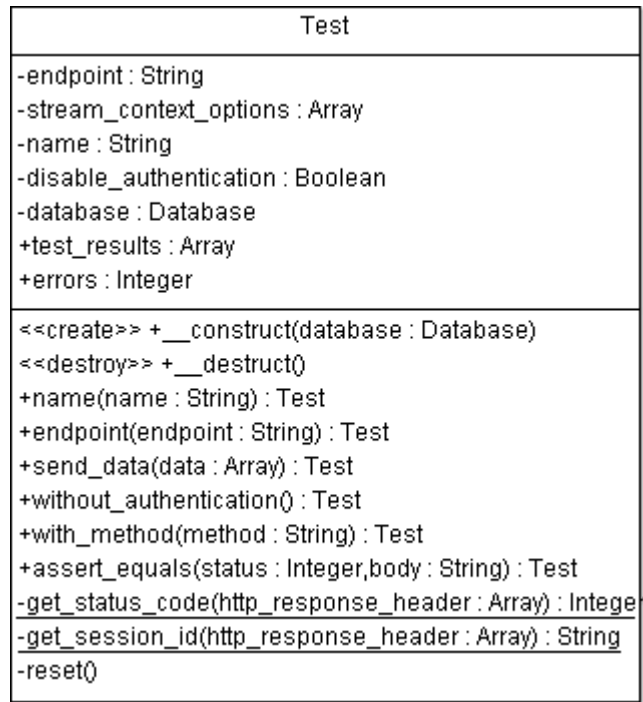 Test
-endpoint : String
-stream_context_options : Array
-name : String
-disable_authentication : Boolean
-database : Database
+test_results : Array
+errors : Integer
<<create>> +__construct(database : Database)
<<destroy>> +__destruct()
+name(name : String) : Test
+endpoint(endpoint : String) : Test
+send_data(data : Array) : Test
+without_authentication() : Test
+with_method(method : String) : Test
+assert_equals(status : Integer,body : String) : Test
-get_status_code(http_response_header : Array) : Intege
-get_session_id(http_response_header : Array) : String
-reset()